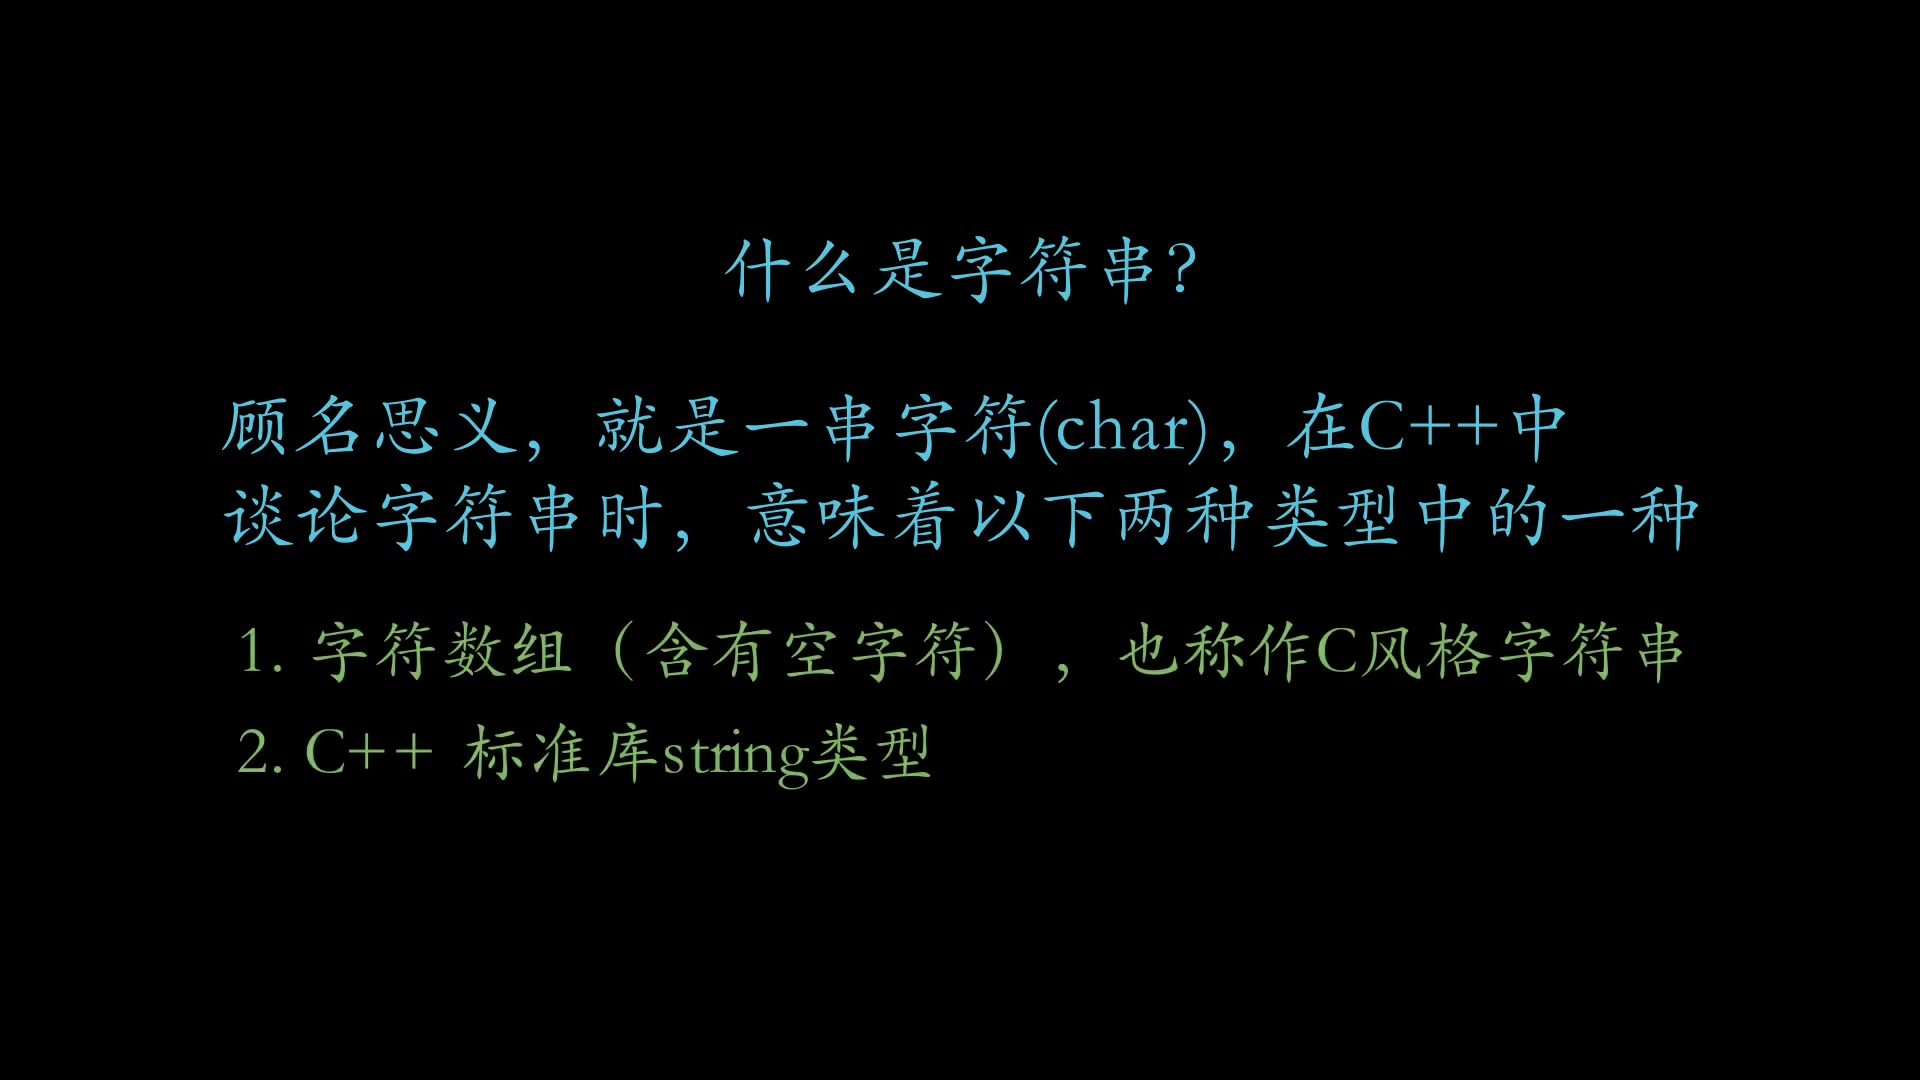 什么是字符串?
顾名思义，就是一串字符(char)，在C++中
谈论字符串时，意味着以下两种类型中的一种
1. 字符数组（含有空字符），也称作C风格字符串
2. C++ 标准库string类型